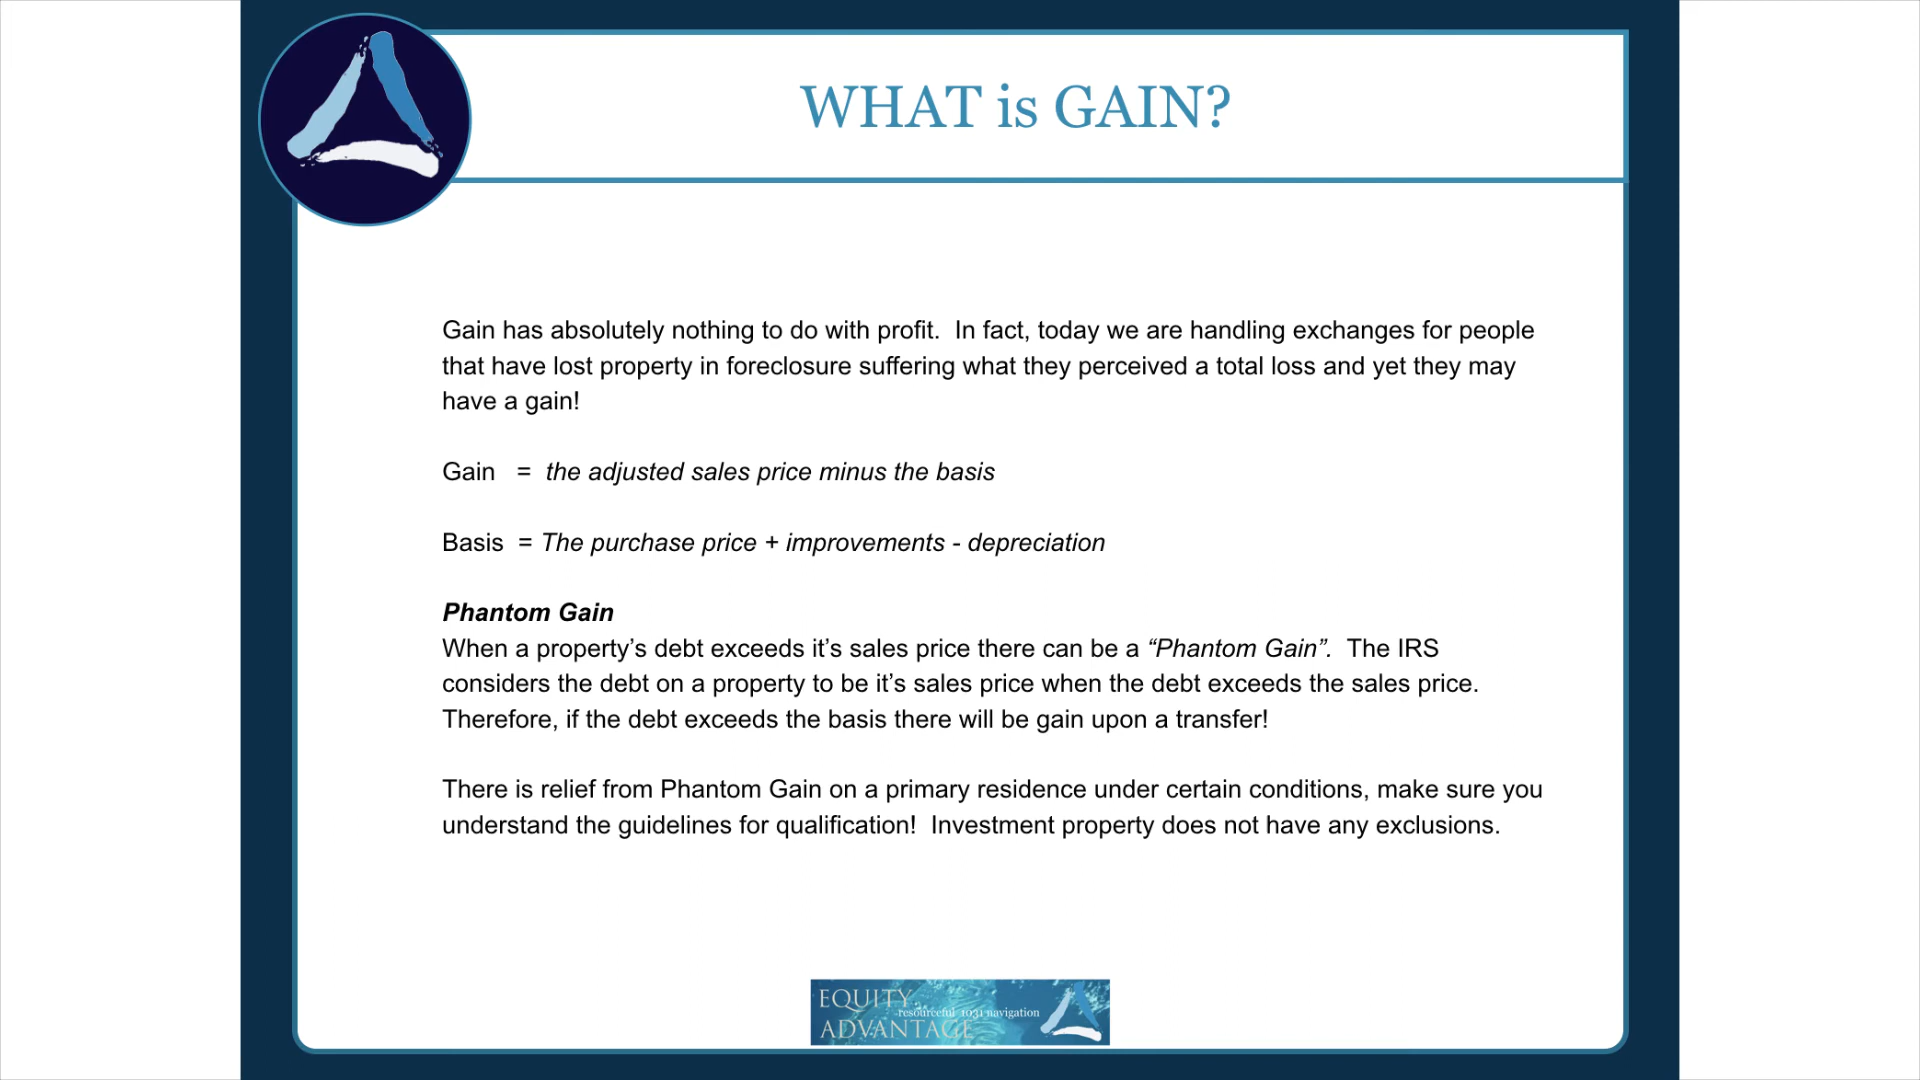 WHAT is GAIN?
Gain has absolutely nothing to do with profit.  In fact, today we are handling exchanges for people
that have lost property in foreclosure suffering what they perceived a total loss and yet they may
have a gain!
Gain   =  the adjusted sales price minus the basis
Basis  = The purchase price + improvements - depreciation
Phantom Gain
When a property’s debt exceeds it’s sales price there can be a “Phantom Gain”.  The IRS
considers the debt on a property to be it’s sales price when the debt exceeds the sales price.
Therefore, if the debt exceeds the basis there will be gain upon a transfer!
There is relief from Phantom Gain on a primary residence under certain conditions, make sure you
understand the guidelines for qualification!  Investment property does not have any exclusions.
EQUITY
resourceful 1031 navigation
ADVANTAGE